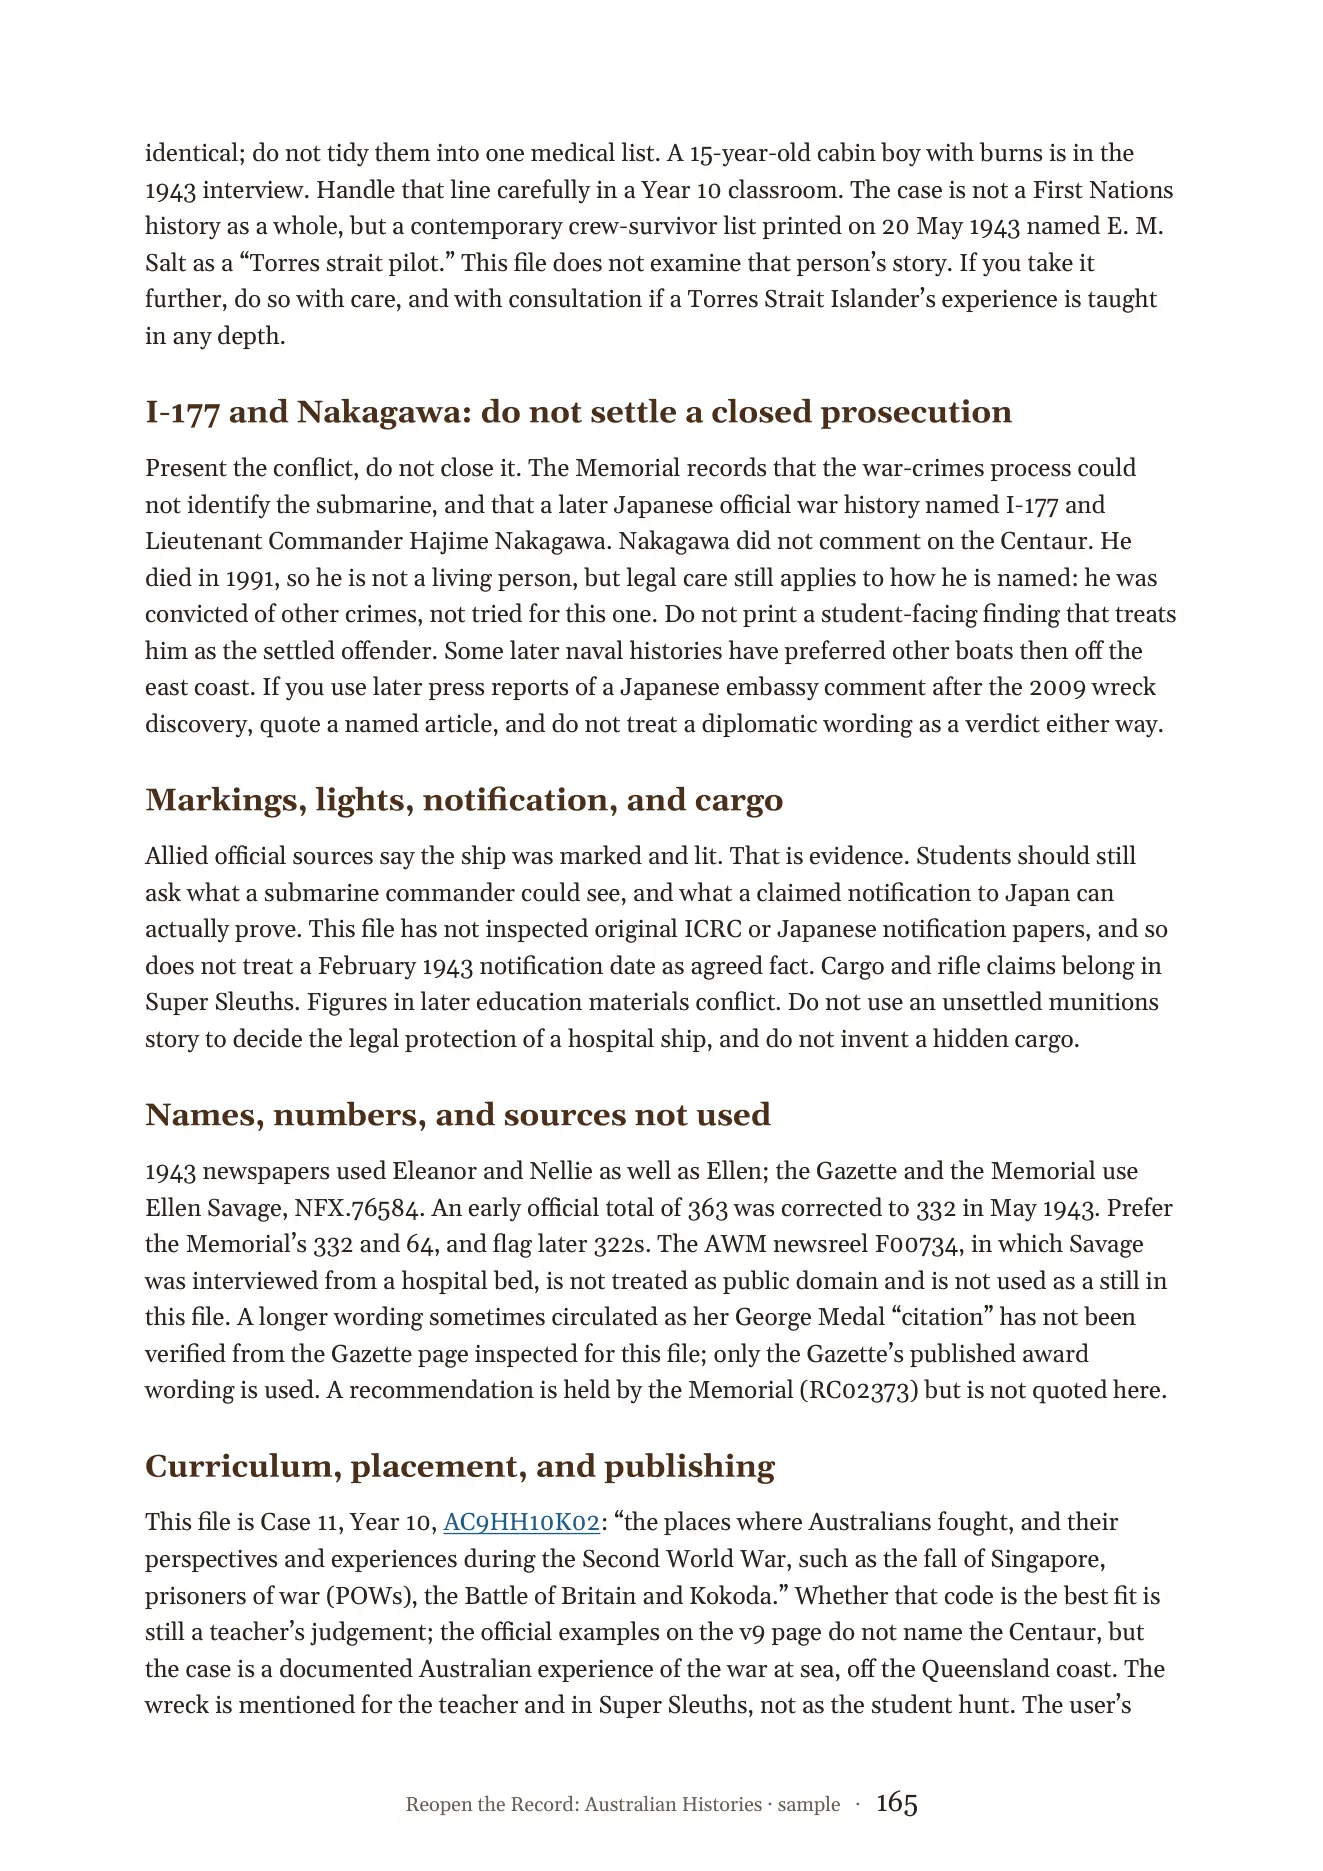 identical; do not tidy them into one medical list. A 15-year-old cabin boy with burns is in the
1943 interview. Handle that line carefully in a Year 10 classroom. The case is not a First Nations
history as a whole, but a contemporary crew-survivor list printed on 20 May 1943 named E. M.
Salt as a “Torres strait pilot.” This file does not examine that person’s story. If you take it
further, do so with care, and with consultation if a Torres Strait Islander’s experience is taught
in any depth.
I-177 and Nakagawa: do not settle a closed prosecution
Present the conflict, do not close it. The Memorial records that the war-crimes process could
not identify the submarine, and that a later Japanese official war history named I-177 and
Lieutenant Commander Hajime Nakagawa. Nakagawa did not comment on the Centaur. He
died in 1991, so he is not a living person, but legal care still applies to how he is named: he was
convicted of other crimes, not tried for this one. Do not print a student-facing finding that treats
him as the settled offender. Some later naval histories have preferred other boats then off the
east coast. If you use later press reports of a Japanese embassy comment after the 2009 wreck
discovery, quote a named article, and do not treat a diplomatic wording as a verdict either way.
Markings, lights, notification, and cargo
Allied official sources say the ship was marked and lit. That is evidence. Students should still
ask what a submarine commander could see, and what a claimed notification to Japan can
actually prove. This file has not inspected original ICRC or Japanese notification papers, and so
does not treat a February 1943 notification date as agreed fact. Cargo and rifle claims belong in
Super Sleuths. Figures in later education materials conflict. Do not use an unsettled munitions
story to decide the legal protection of a hospital ship, and do not invent a hidden cargo.
Names, numbers, and sources not used
1943 newspapers used Eleanor and Nellie as well as Ellen; the Gazette and the Memorial use
Ellen Savage, NFX.76584. An early official total of 363 was corrected to 332 in May 1943. Prefer
the Memorial’s 332 and 64, and flag later 322s. The AWM newsreel F00734, in which Savage
was interviewed from a hospital bed, is not treated as public domain and is not used as a still in
this file. A longer wording sometimes circulated as her George Medal “citation” has not been
verified from the Gazette page inspected for this file; only the Gazette’s published award
wording is used. A recommendation is held by the Memorial (RC02373) but is not quoted here.
Curriculum, placement, and publishing
This file is Case 11, Year 10, AC9HH10K02: “the places where Australians fought, and their
perspectives and experiences during the Second World War, such as the fall of Singapore,
prisoners of war (POWs), the Battle of Britain and Kokoda.” Whether that code is the best fit is
still a teacher’s judgement; the official examples on the v9 page do not name the Centaur, but
the case is a documented Australian experience of the war at sea, off the Queensland coast. The
wreck is mentioned for the teacher and in Super Sleuths, not as the student hunt. The user’s
Reopen the Record: Australian Histories · sample · 165